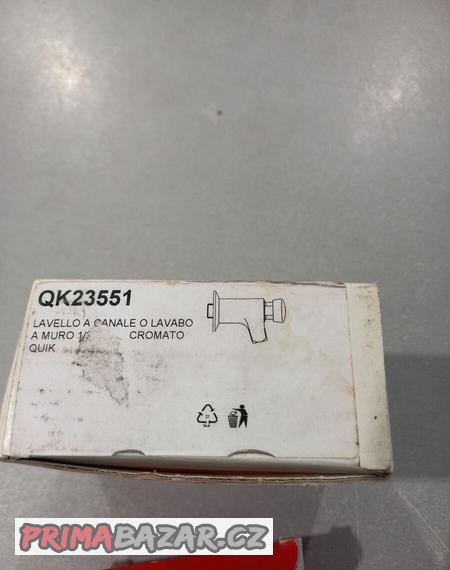 QK23551
LAVELLO A CANALE O LAVABO
A MURO CROMATO
QUIK
PRIMABAZAR.CZ